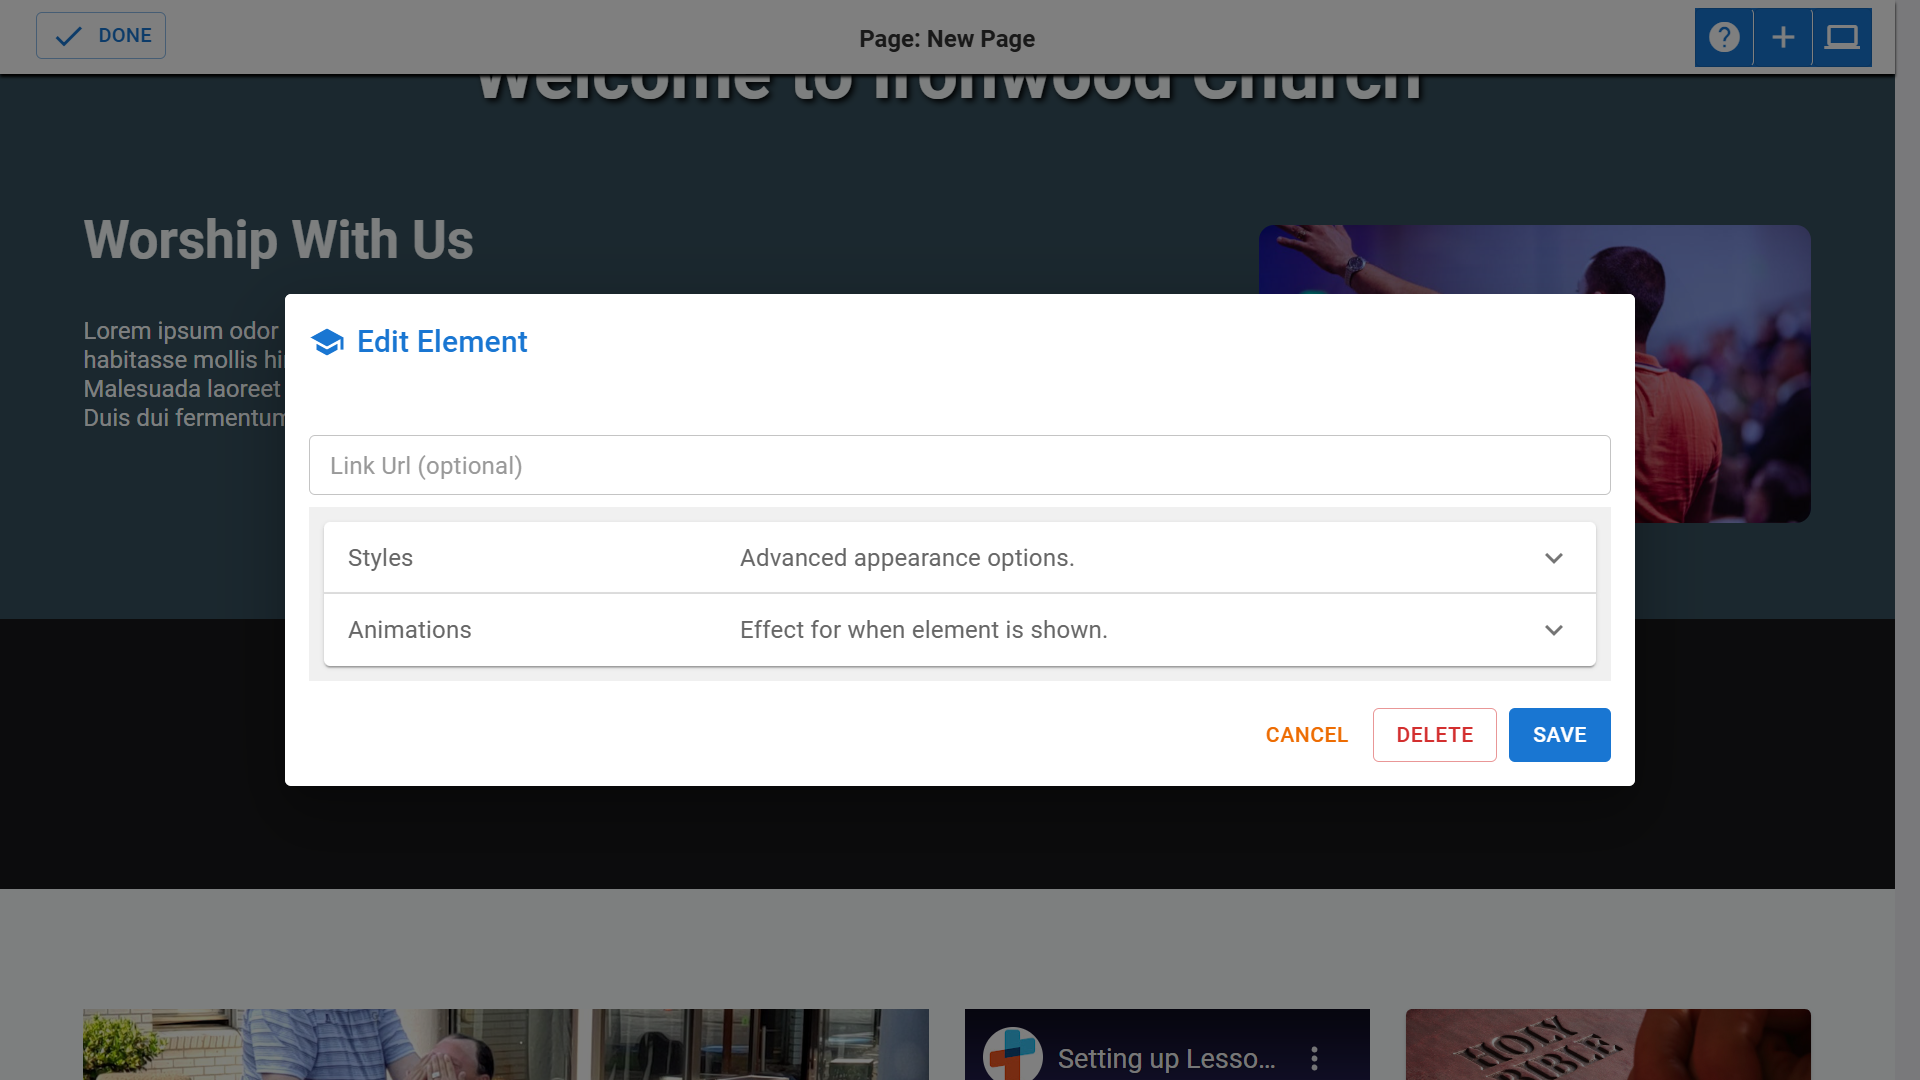 DONE
Page: New Page
Welcome to Ironwood Church
Worship With Us
Lorem ipsum odor
habitasse mollis
Malesuada laoreet
Duis dui fermentum
Edit Element
Link Url (optional)
Styles
Advanced appearance options.
Animations
Effect for when element is shown.
CANCEL
DELETE
SAVE
Setting up Lesso...
HOLY
BIBLE